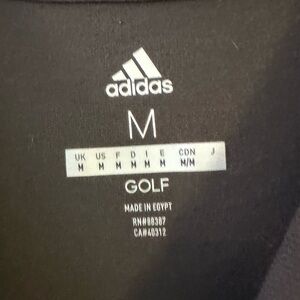 adidas
M
UK US F D I E CDN J
M M M M M M M/M
GOLF
MADE IN EGYPT
RN#88387
CA#40312